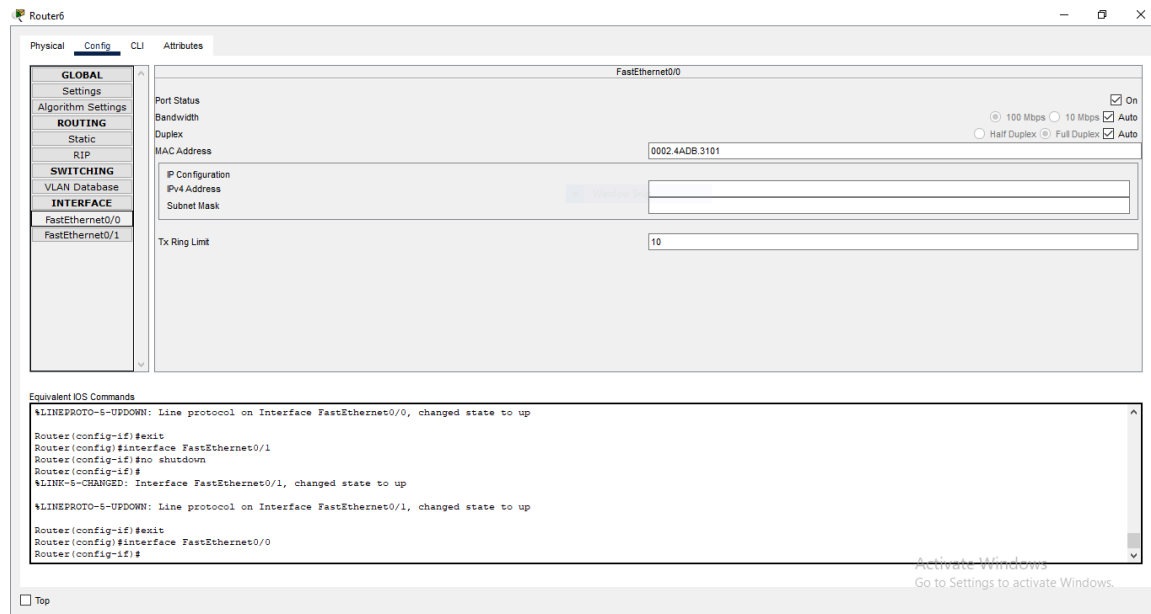 Router6
Physical Config CLI Attributes
GLOBAL
Settings
Algorithm Settings
ROUTING
Static
RIP
SWITCHING
VLAN Database
INTERFACE
FastEthernet0/0
FastEthernet0/1
FastEthernet0/0
Port Status On
Bandwidth 100 Mbps 10 Mbps Auto
Duplex Half Duplex Full Duplex Auto
MAC Address 0002.4ADB.3101
IP Configuration
IPv4 Address
Subnet Mask
Tx Ring Limit 10
Equivalent IOS Commands
%LINEPROTO-5-UPDOWN: Line protocol on Interface FastEthernet0/0, changed state to up
Router(config-if)#exit
Router(config)#interface FastEthernet0/1
Router(config-if)#no shutdown
Router(config-if)#
%LINK-5-CHANGED: Interface FastEthernet0/1, changed state to up
%LINEPROTO-5-UPDOWN: Line protocol on Interface FastEthernet0/1, changed state to up
Router(config-if)#exit
Router(config)#interface FastEthernet0/0
Router(config-if)#
Activate Windows
Go to Settings to activate Windows.
Top